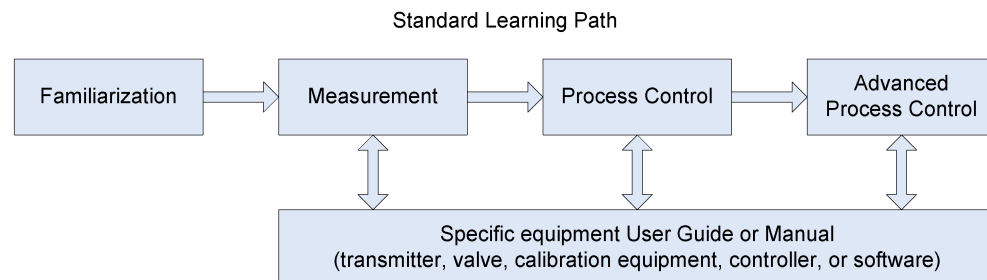 Standard Learning Path
Familiarization
Measurement
Process Control
Advanced
Process Control
Specific equipment User Guide or Manual
(transmitter, valve, calibration equipment, controller, or software)